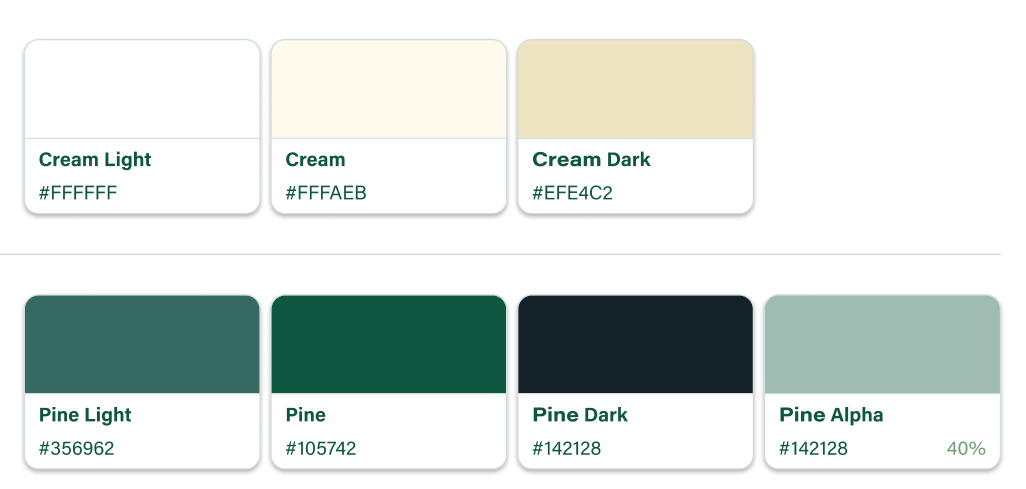 Cream Light
#FFFFFF
Cream
#FFFAEB
Cream Dark
#EFE4C2
Pine Light
#356962
Pine
#105742
Pine Dark
#142128
Pine Alpha
#142128 40%